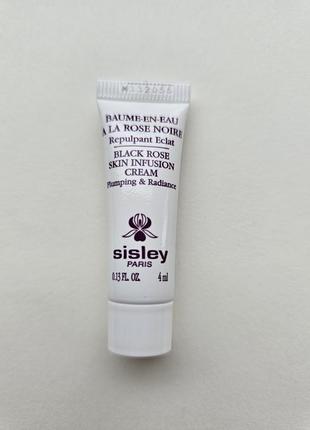 BAUME-EN-EAU
A LA ROSE NOIRE
Repulpant Eclat
BLACK ROSE
SKIN INFUSION
CREAM
Plumping & Radiance
sisley
PARIS
0.13 FL. OZ. 4 ml